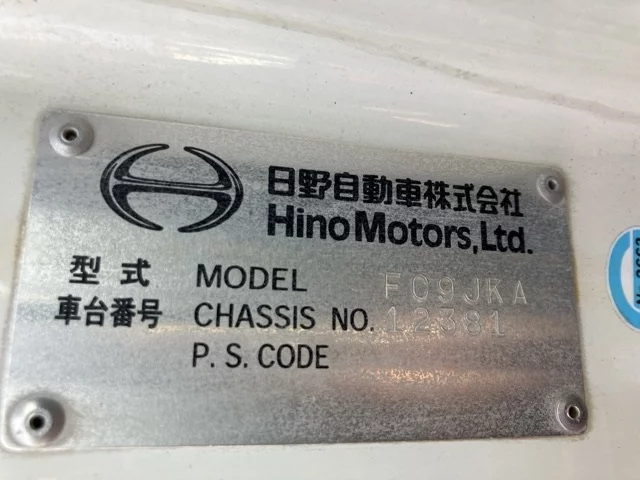 日野自動車株式会社
Hino Motors, Ltd.
型式 MODEL FC9JKA
車台番号 CHASSIS NO. 12381
P. S. CODE